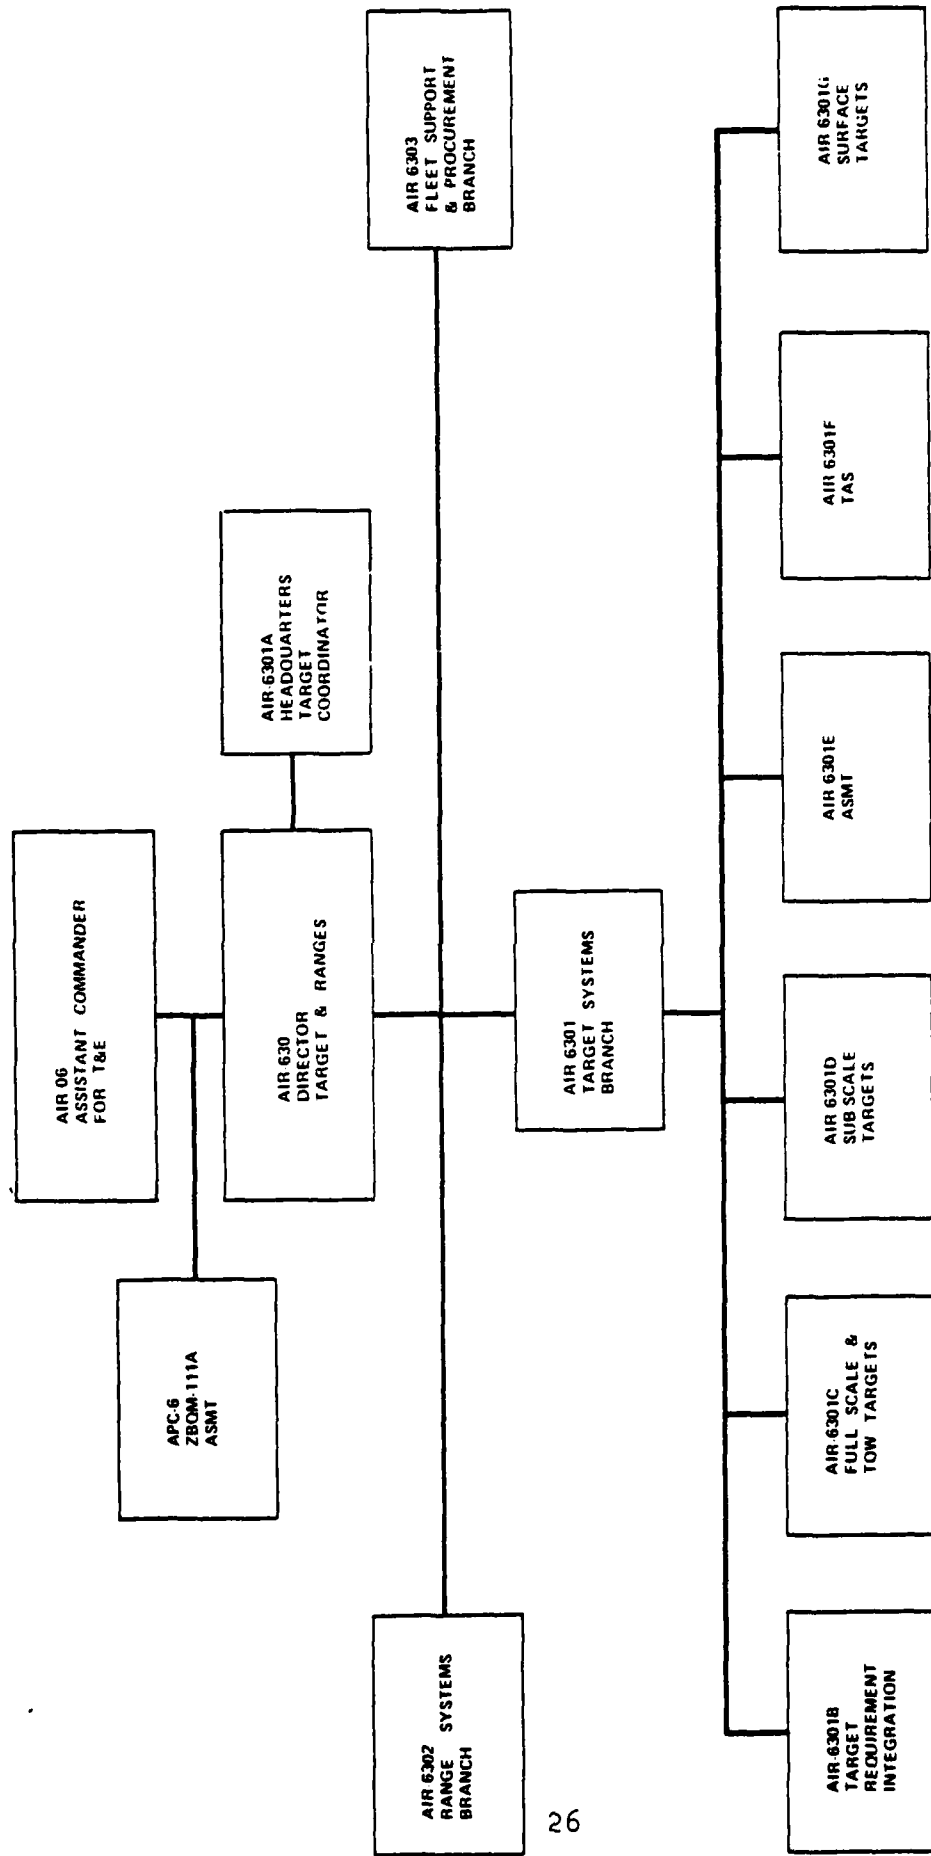 AIR 06
ASSISTANT COMMANDER
FOR T&E
APC-6
ZBQM-111A
ASMT
AIR-630
DIRECTOR
TARGET & RANGES
AIR-6301A
HEADQUARTERS
TARGET
COORDINATOR
AIR 6302
RANGE SYSTEMS
BRANCH
AIR 6301
TARGET SYSTEMS
BRANCH
AIR 6303
FLEET SUPPORT
& PROCUREMENT
BRANCH
AIR-6301B
TARGET
REQUIREMENT
INTEGRATION
AIR-6301C
FULL SCALE &
TOW TARGETS
AIR 6301D
SUB SCALE
TARGETS
AIR 6301E
ASMT
AIR 6301F
TAS
AIR 6301G
SURFACE
TARGETS
26